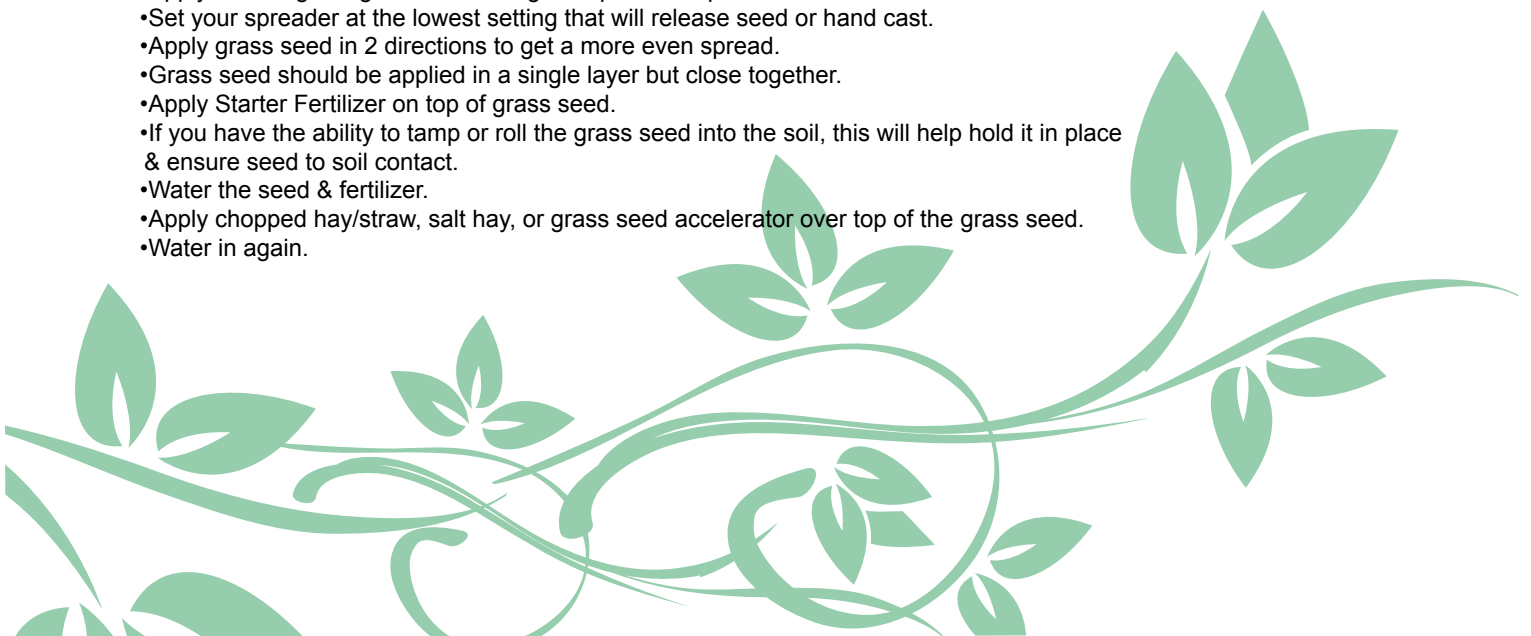 •Set your spreader at the lowest setting that will release seed or hand cast.
•Apply grass seed in 2 directions to get a more even spread.
•Grass seed should be applied in a single layer but close together.
•Apply Starter Fertilizer on top of grass seed.
•If you have the ability to tamp or roll the grass seed into the soil, this will help hold it in place
& ensure seed to soil contact.
•Water the seed & fertilizer.
•Apply chopped hay/straw, salt hay, or grass seed accelerator over top of the grass seed.
•Water in again.